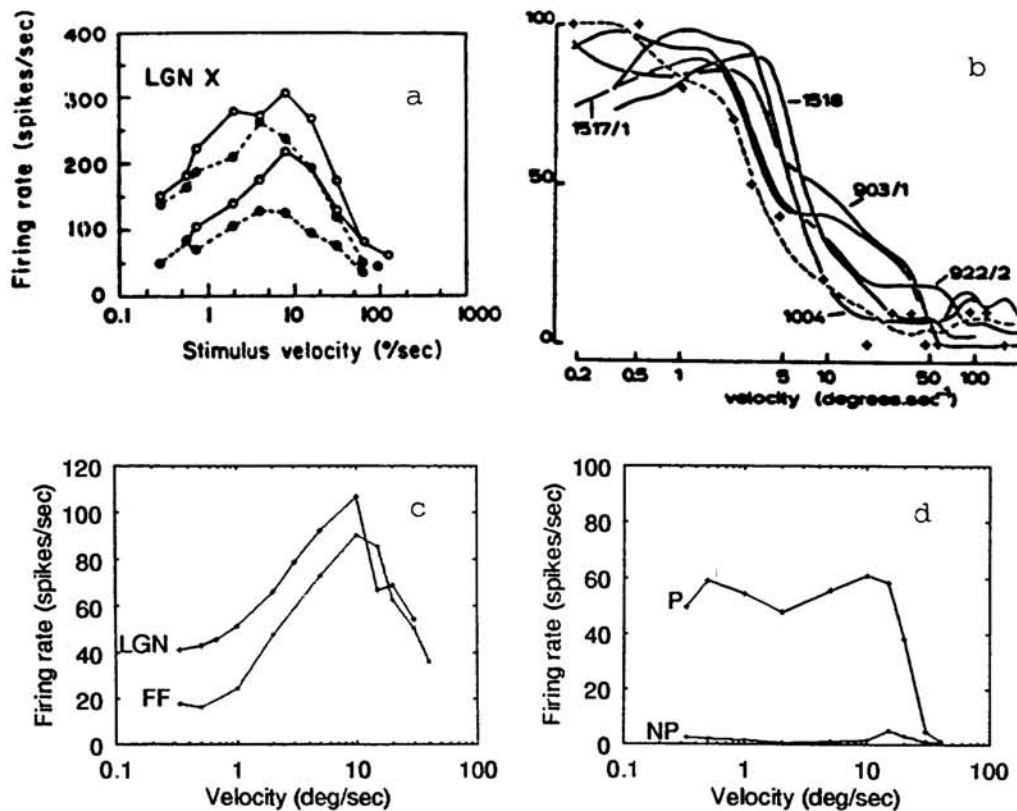 400
300
200
100
0
Firing rate (spikes/sec)
LGN X
a
0.1
1
10
100
1000
Stimulus velocity (°/sec)
100
50
0
b
1517/1
1518
903/1
922/2
1004
0.2
0.5
1
5
10
50
100
velocity (degrees.sec⁻¹)
120
100
80
60
40
20
0
Firing rate (spikes/sec)
c
LGN
FF
0.1
1
10
100
Velocity (deg/sec)
100
80
60
40
20
0
Firing rate (spikes/sec)
d
P
NP
0.1
1
10
100
Velocity (deg/sec)